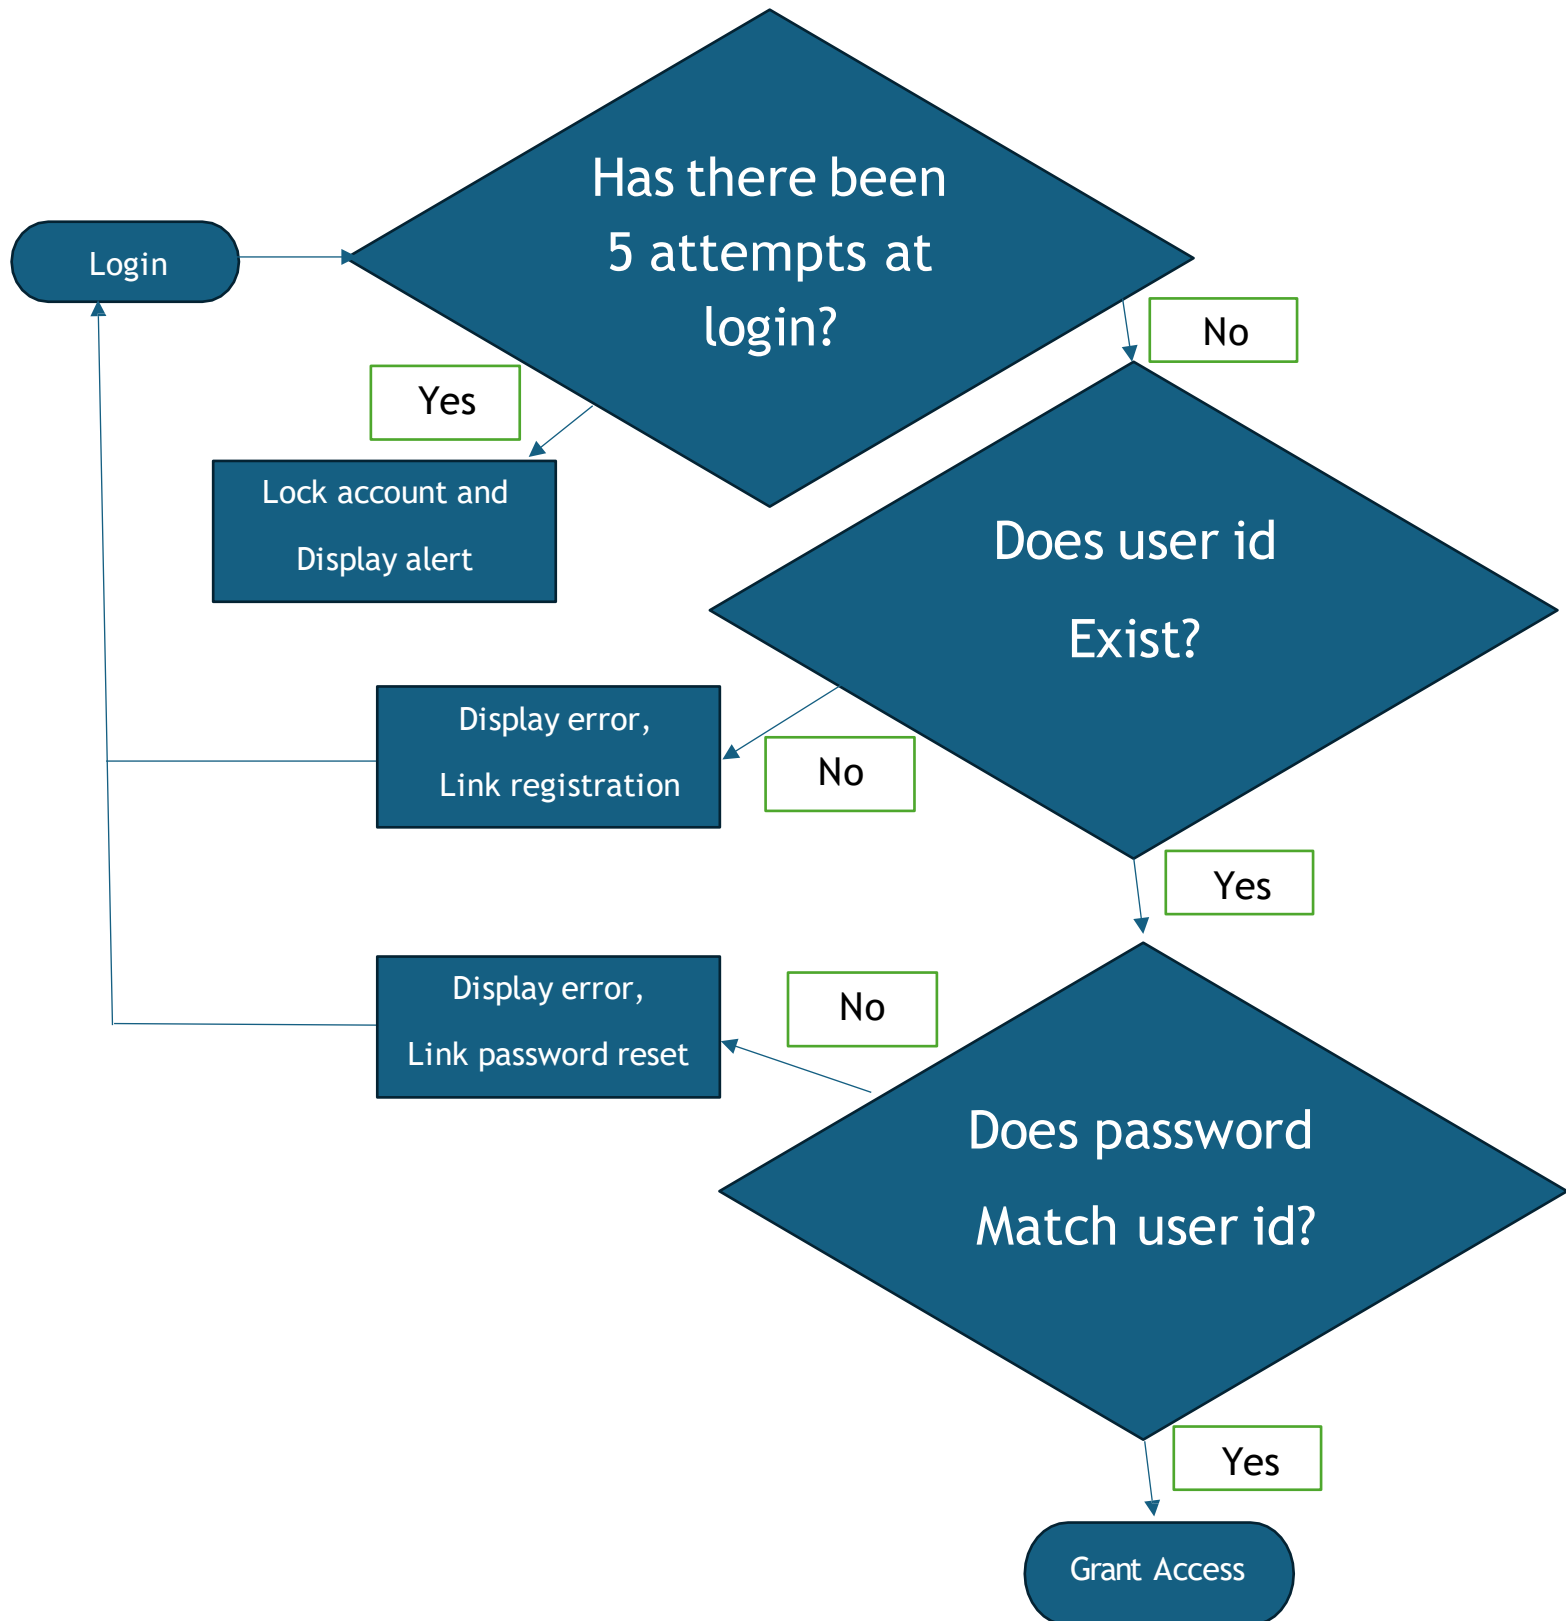 Has there been
5 attempts at
login?
Login
No
Yes
Lock account and
Display alert
Does user id
Exist?
Display error,
Link registration
No
Yes
Display error,
Link password reset
No
Does password
Match user id?
Yes
Grant Access